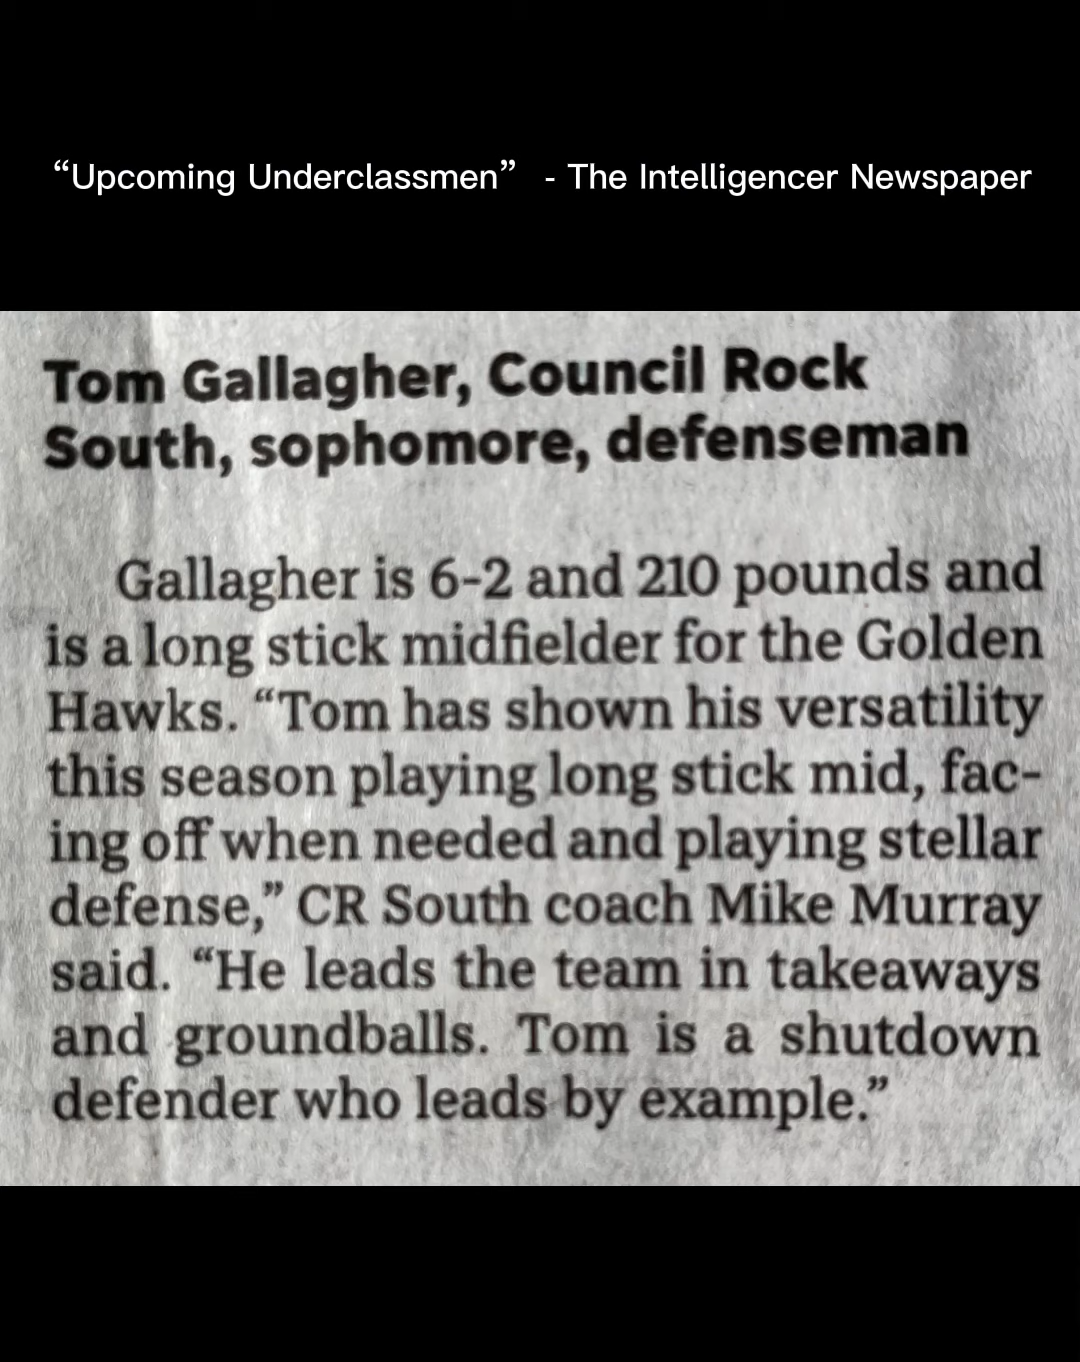 “Upcoming Underclassmen” - The Intelligencer Newspaper
Tom Gallagher, Council Rock
South, sophomore, defenseman
Gallagher is 6-2 and 210 pounds and
is a long stick midfielder for the Golden
Hawks. “Tom has shown his versatility
this season playing long stick mid, fac-
ing off when needed and playing stellar
defense,” CR South coach Mike Murray
said. “He leads the team in takeaways
and groundballs. Tom is a shutdown
defender who leads by example.”